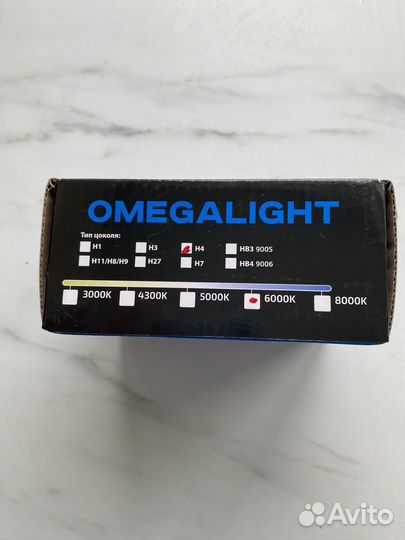 OMEGALIGHT
Тип цоколя:
H1 H3 H4 HB3 9005
H11/H8/H9 H27 H7 HB4 9006
3000K 4300K 5000K 6000K 8000K
Avito